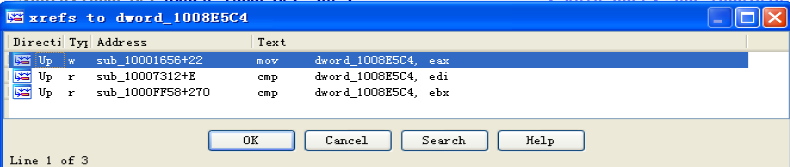 xrefs to dword_1008E5C4
Directi Typ Address Text
Up w sub_10001656+22 mov dword_1008E5C4, eax
Up r sub_10007312+E cmp dword_1008E5C4, edi
Up r sub_1000FF58+270 cmp dword_1008E5C4, ebx
OK Cancel Search Help
Line 1 of 3